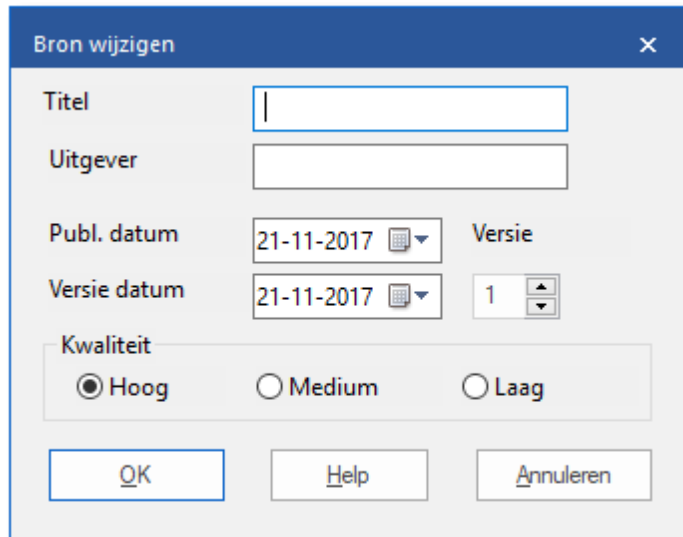 Bron wijzigen
Titel
Uitgever
Publ. datum 21-11-2017 Versie
Versie datum 21-11-2017 1
Kwaliteit
Hoog Medium Laag
OK Help Annuleren